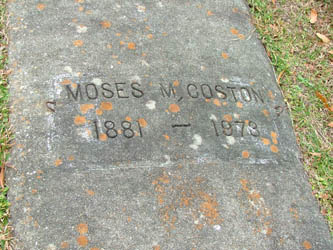 MOSES M. COSTON
1881 — 1973